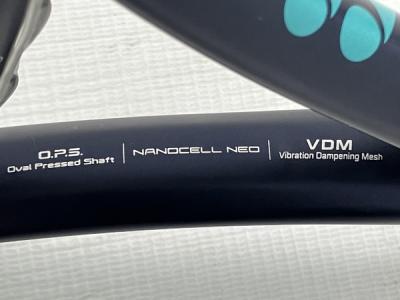 O.P.S.
Oval Pressed Shaft
NANOCELL NEO
VDM
Vibration Dampening Mesh